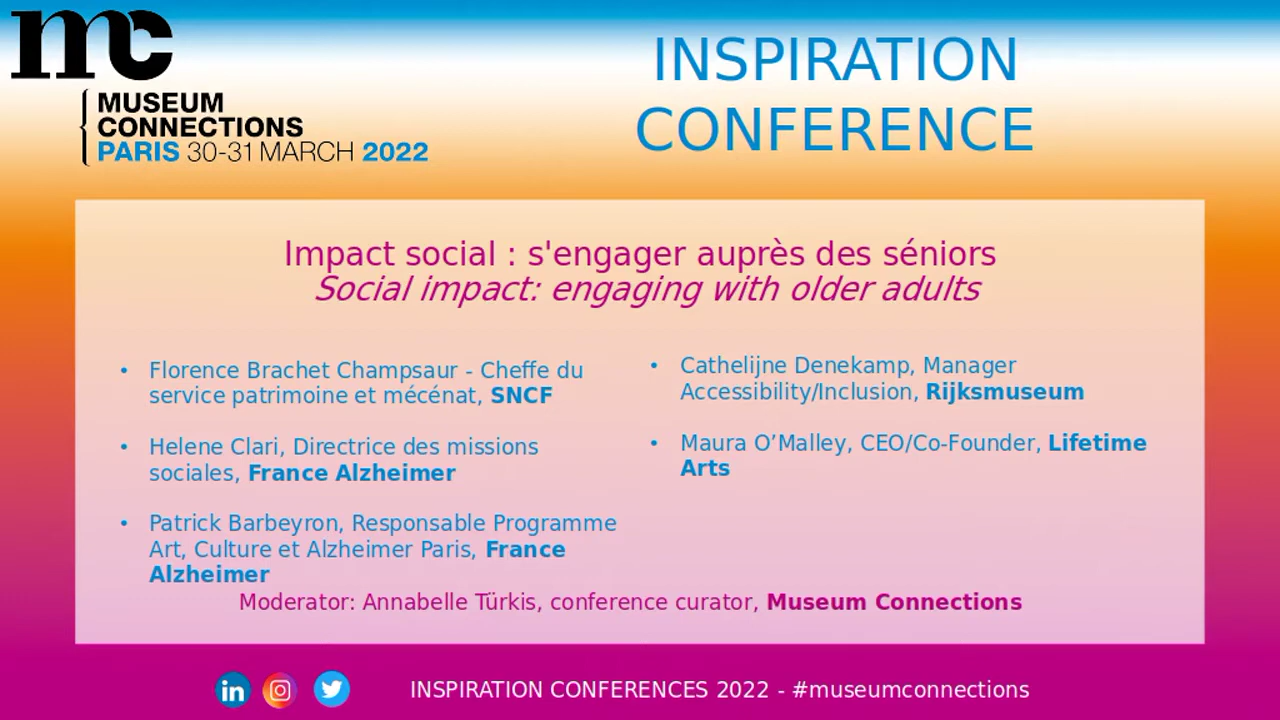 mc
MUSEUM
CONNECTIONS
PARIS 30-31 MARCH 2022
INSPIRATION
CONFERENCE
Impact social : s'engager auprès des séniors
Social impact: engaging with older adults
• Florence Brachet Champsaur - Cheffe du
service patrimoine et mécénat, SNCF
• Helene Clari, Directrice des missions
sociales, France Alzheimer
• Patrick Barbeyron, Responsable Programme
Art, Culture et Alzheimer Paris, France
Alzheimer
• Cathelijne Denekamp, Manager
Accessibility/Inclusion, Rijksmuseum
• Maura O’Malley, CEO/Co-Founder, Lifetime
Arts
Moderator: Annabelle Türkis, conference curator, Museum Connections
INSPIRATION CONFERENCES 2022 - #museumconnections